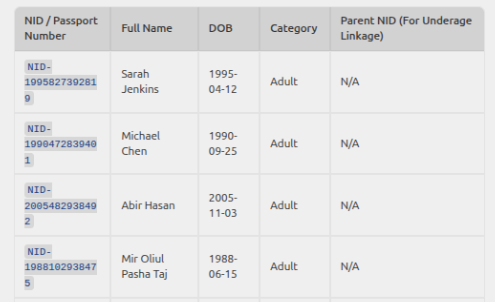 NID / Passport Number Full Name DOB Category Parent NID (For Underage Linkage)
NID-1995827392819 Sarah Jenkins 1995-04-12 Adult N/A
NID-1990472839401 Michael Chen 1990-09-25 Adult N/A
NID-2005482938492 Abir Hasan 2005-11-03 Adult N/A
NID-1988102938475 Mir Oliul Pasha Taj 1988-06-15 Adult N/A